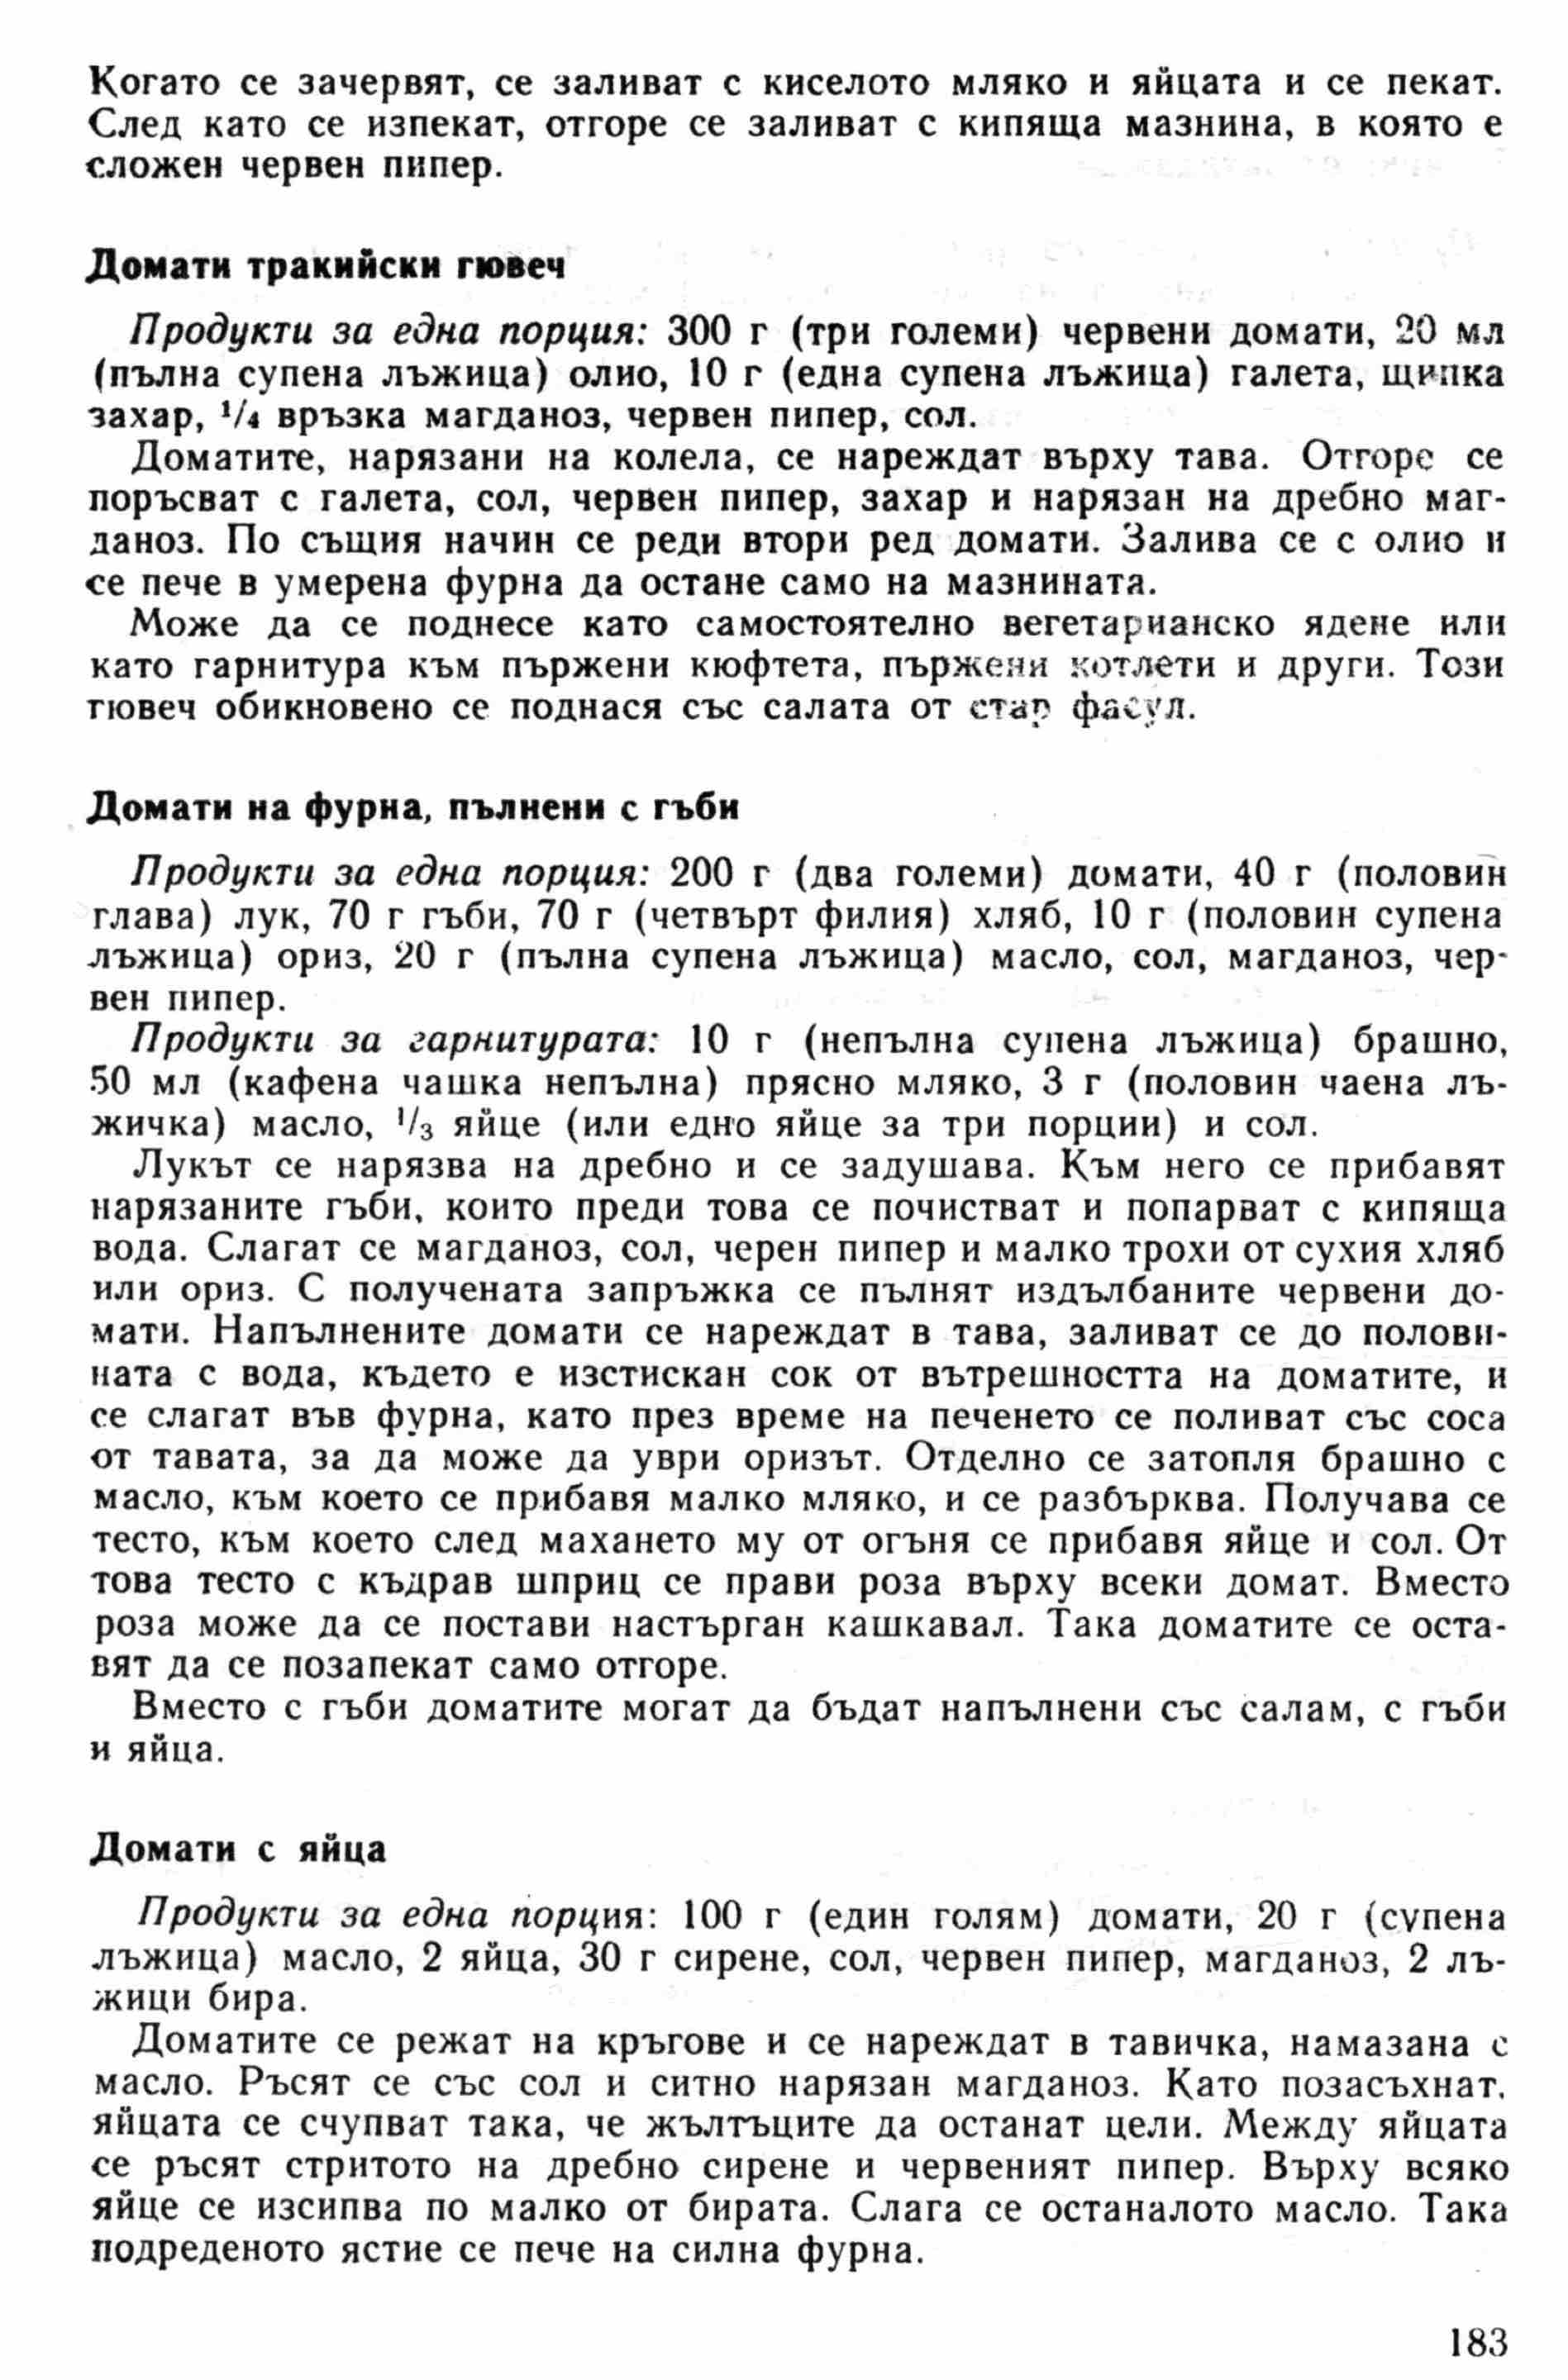 Когато се зачервят, се заливат с киселото мляко и яйцата и се пекат.
След като се изпекат, отгоре се заливат с кипяща мазнина, в която е
сложен червен пипер.
Домати тракийски гювеч
Продукти за една порция: 300 г (три големи) червени домати, 20 мл
(пълна супена лъжица) олио, 10 г (една супена лъжица) галета, щипка
захар, 1/4 връзка магданоз, червен пипер, сол.
Доматите, нарязани на колела, се нареждат върху тава. Отгоре се
поръсват с галета, сол, червен пипер, захар и нарязан на дребно маг-
даноз. По същия начин се реди втори ред домати. Залива се с олио и
се пече в умерена фурна да остане само на мазнината.
Може да се поднесе като самостоятелно вегетарианско ядене или
като гарнитура към пържени кюфтета, пържени котлети и други. Този
гювеч обикновено се поднася със салата от стар фасул.
Домати на фурна, пълнени с гъби
Продукти за една порция: 200 г (два големи) домати, 40 г (половин
глава) лук, 70 г гъби, 70 г (четвърт филия) хляб, 10 г (половин супена
лъжица) ориз, 20 г (пълна супена лъжица) масло, сол, магданоз, чер-
вен пипер.
Продукти за гарнитурата: 10 г (непълна супена лъжица) брашно,
50 мл (кафена чашка непълна) прясно мляко, 3 г (половин чаена лъ-
жичка) масло, 1/3 яйце (или едно яйце за три порции) и сол.
Лукът се нарязва на дребно и се задушава. Към него се прибавят
нарязаните гъби, които преди това се почистват и попарват с кипяща
вода. Слагат се магданоз, сол, черен пипер и малко трохи от сухия хляб
или ориз. С получената запръжка се пълнят издълбаните червени до-
мати. Напълнените домати се нареждат в тава, заливат се до полови-
ната с вода, където е изстискан сок от вътрешността на доматите, и
се слагат във фурна, като през време на печенето се поливат със соса
от тавата, за да може да уври оризът. Отделно се затопля брашно с
масло, към което се прибавя малко мляко, и се разбърква. Получава се
тесто, към което след махането му от огъня се прибавя яйце и сол. От
това тесто с къдрав шприц се прави роза върху всеки домат. Вместо
роза може да се постави настърган кашкавал. Така доматите се оста-
вят да се позапекат само отгоре.
Вместо с гъби доматите могат да бъдат напълнени със салам, с гъби
и яйца.
Домати с яйца
Продукти за една порция: 100 г (един голям) домати, 20 г (супена
лъжица) масло, 2 яйца, 30 г сирене, сол, червен пипер, магданоз, 2 лъ-
жици бира.
Доматите се режат на кръгове и се нареждат в тавичка, намазана с
масло. Ръсят се със сол и ситно нарязан магданоз. Като позасъхнат,
яйцата се счупват така, че жълтъците да останат цели. Между яйцата
се ръсят стритото на дребно сирене и червеният пипер. Върху всяко
яйце се изсипва по малко от бирата. Слага се останалото масло. Така
подреденото ястие се пече на силна фурна.
183